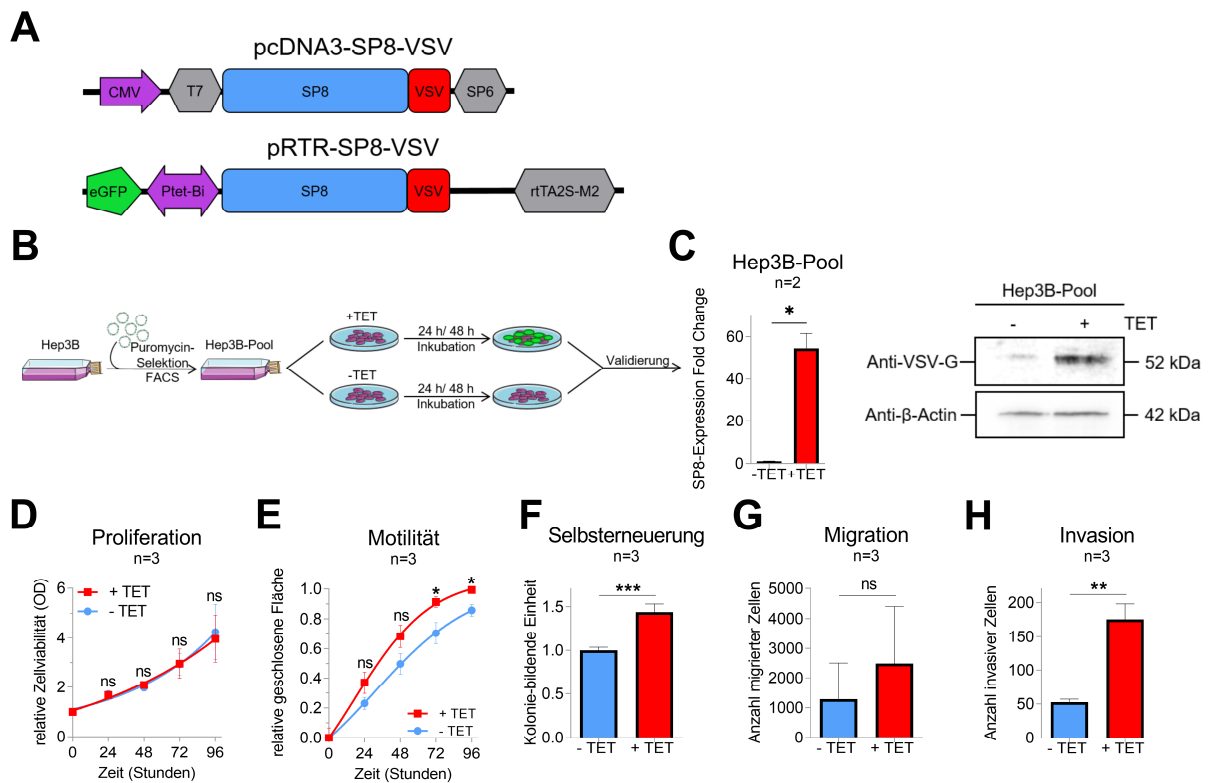 A
pcDNA3-SP8-VSV
CMV T7 SP8 VSV SP6
pRTR-SP8-VSV
eGFP Ptet-Bi SP8 VSV rtTA2S-M2
B
Hep3B
Puromycin-
Selektion
FACS
Hep3B-Pool
+TET
24 h/ 48 h
Inkubation
-TET
24 h/ 48 h
Inkubation
Validierung
C
Hep3B-Pool
n=2
SP8-Expression Fold Change
60
40
20
0
*
-TET+TET
Hep3B-Pool
- + TET
Anti-VSV-G 52 kDa
Anti-β-Actin 42 kDa
D
Proliferation
n=3
relative Zellviabilität (OD)
6
4
2
0
+ TET
- TET
ns ns ns ns
0 24 48 72 96
Zeit (Stunden)
E
Motilität
n=3
relative geschlosene Fläche
1.0
0.8
0.6
0.4
0.2
0.0
ns ns * *
+ TET
- TET
0 24 48 72 96
Zeit (Stunden)
F
Selbsterneuerung
n=3
Kolonie-bildende Einheit
1.5
1.0
0.5
0.0
***
- TET + TET
G
Migration
n=3
Anzahl migrierter Zellen
5000
4000
3000
2000
1000
0
ns
- TET + TET
H
Invasion
n=3
Anzahl invasiver Zellen
200
150
100
50
0
**
- TET + TET